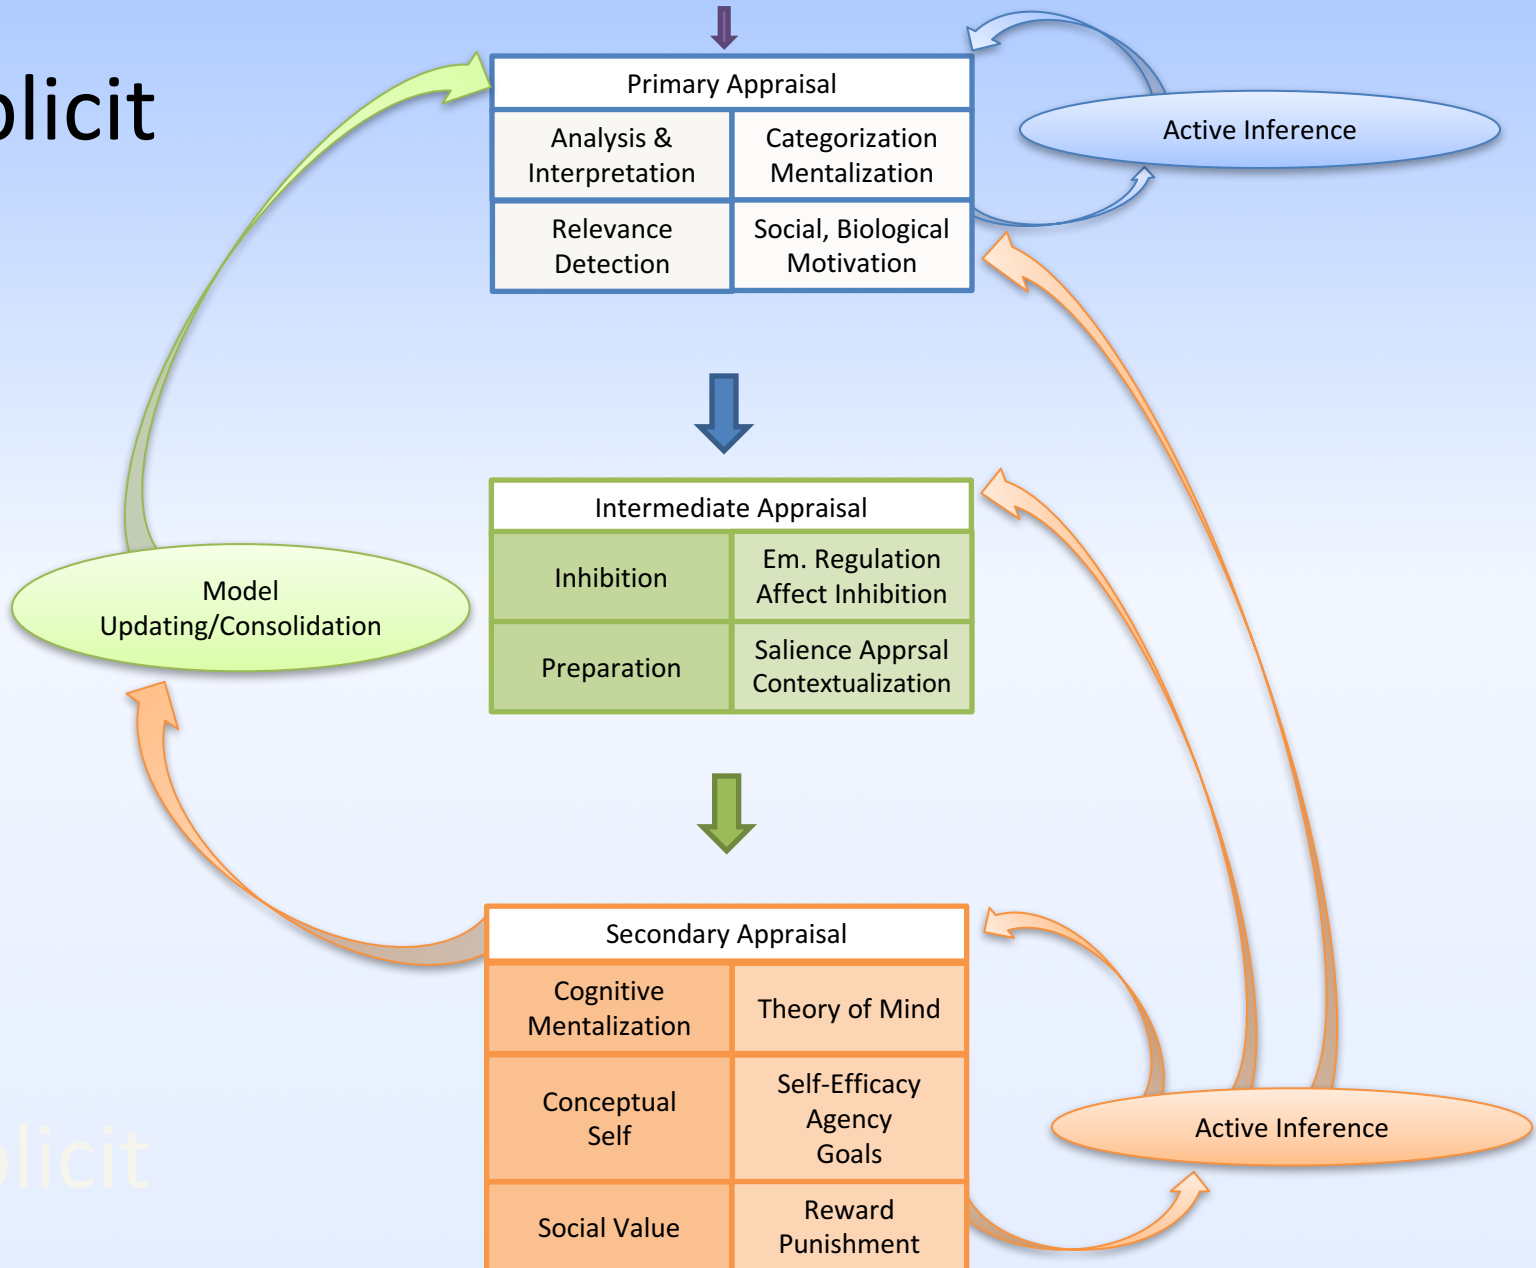 plicit
Primary Appraisal
Active Inference
Analysis &
Interpretation
Categorization
Mentalization
Relevance
Detection
Social, Biological
Motivation
Intermediate Appraisal
Inhibition
Em. Regulation
Affect Inhibition
Model
Updating/Consolidation
Preparation
Salience Apprsal
Contextualization
Secondary Appraisal
Cognitive
Mentalization
Theory of Mind
Conceptual
Self
Self-Efficacy
Agency
Goals
Active Inference
plicit
Social Value
Reward
Punishment